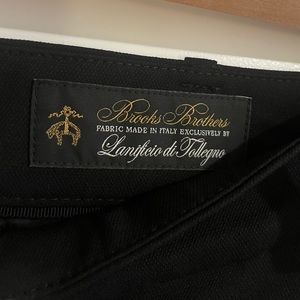 Brooks Brothers
FABRIC MADE IN ITALY EXCLUSIVELY BY
Lanificio di Tollegno